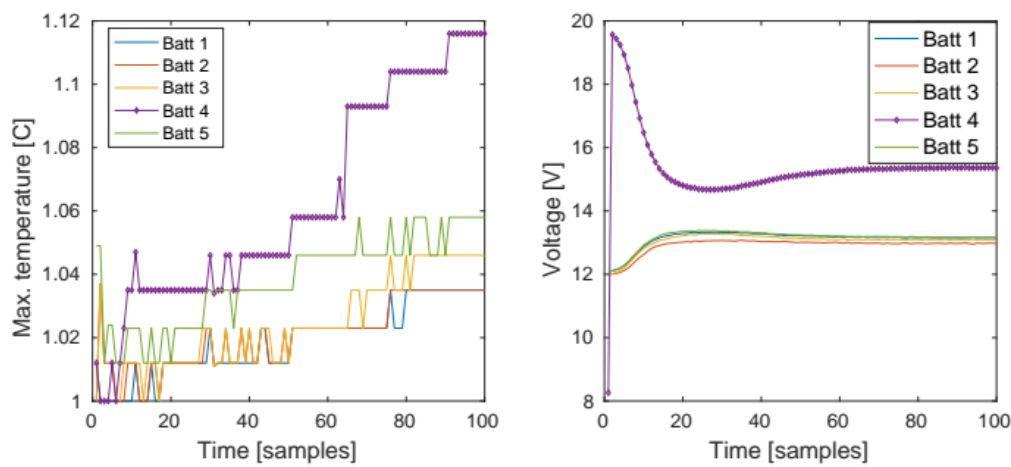 1.12
1.1
1.08
1.06
1.04
1.02
1
Max. temperature [C]
Batt 1
Batt 2
Batt 3
Batt 4
Batt 5
0
20
40
60
80
100
Time [samples]
20
18
16
14
12
10
8
Voltage [V]
Batt 1
Batt 2
Batt 3
Batt 4
Batt 5
0
20
40
60
80
100
Time [samples]